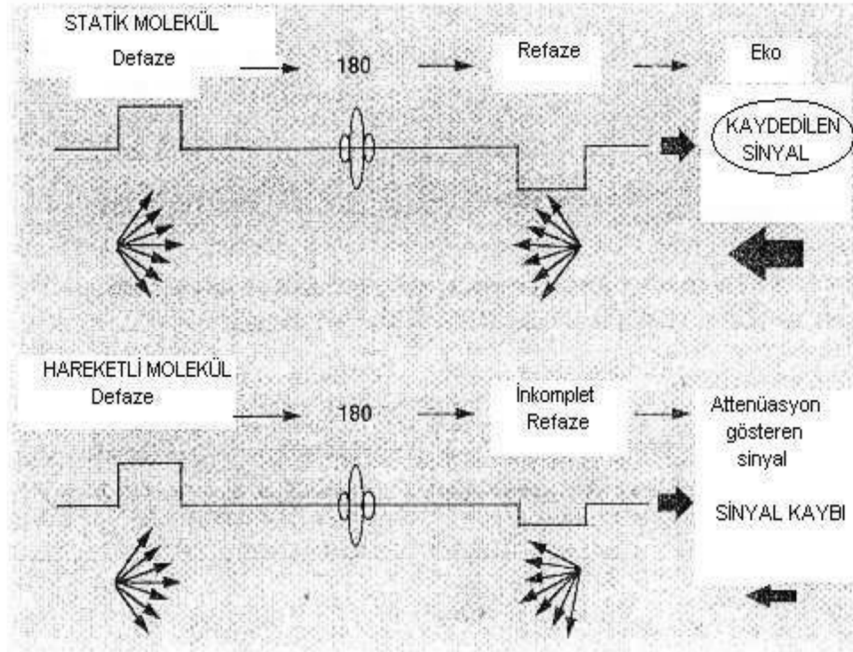 STATİK MOLEKÜL
Defaze
180
Refaze
Eko
KAYDEDİLEN
SİNYAL
HAREKETLİ MOLEKÜL
Defaze
180
İnkomplet
Refaze
Attenüasyon
gösteren
sinyal
SİNYAL KAYBI